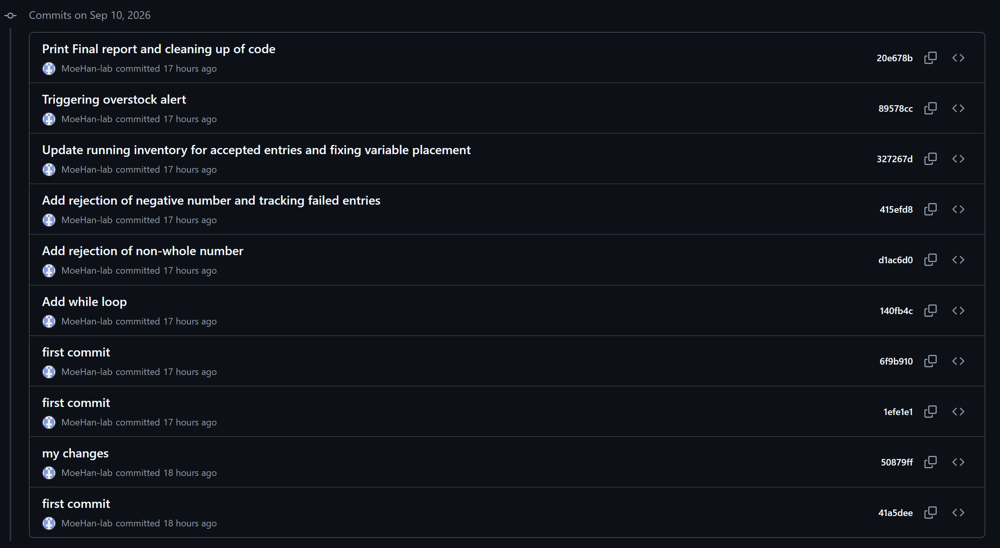 Commits on Sep 10, 2026
Print Final report and cleaning up of code
MoeHan-lab committed 17 hours ago
20e678b
Triggering overstock alert
MoeHan-lab committed 17 hours ago
89578cc
Update running inventory for accepted entries and fixing variable placement
MoeHan-lab committed 17 hours ago
327267d
Add rejection of negative number and tracking failed entries
MoeHan-lab committed 17 hours ago
415efd8
Add rejection of non-whole number
MoeHan-lab committed 17 hours ago
d1ac6d0
Add while loop
MoeHan-lab committed 17 hours ago
140fb4c
first commit
MoeHan-lab committed 17 hours ago
6f9b910
first commit
MoeHan-lab committed 17 hours ago
1efe1e1
my changes
MoeHan-lab committed 18 hours ago
50879ff
first commit
MoeHan-lab committed 18 hours ago
41a5dee